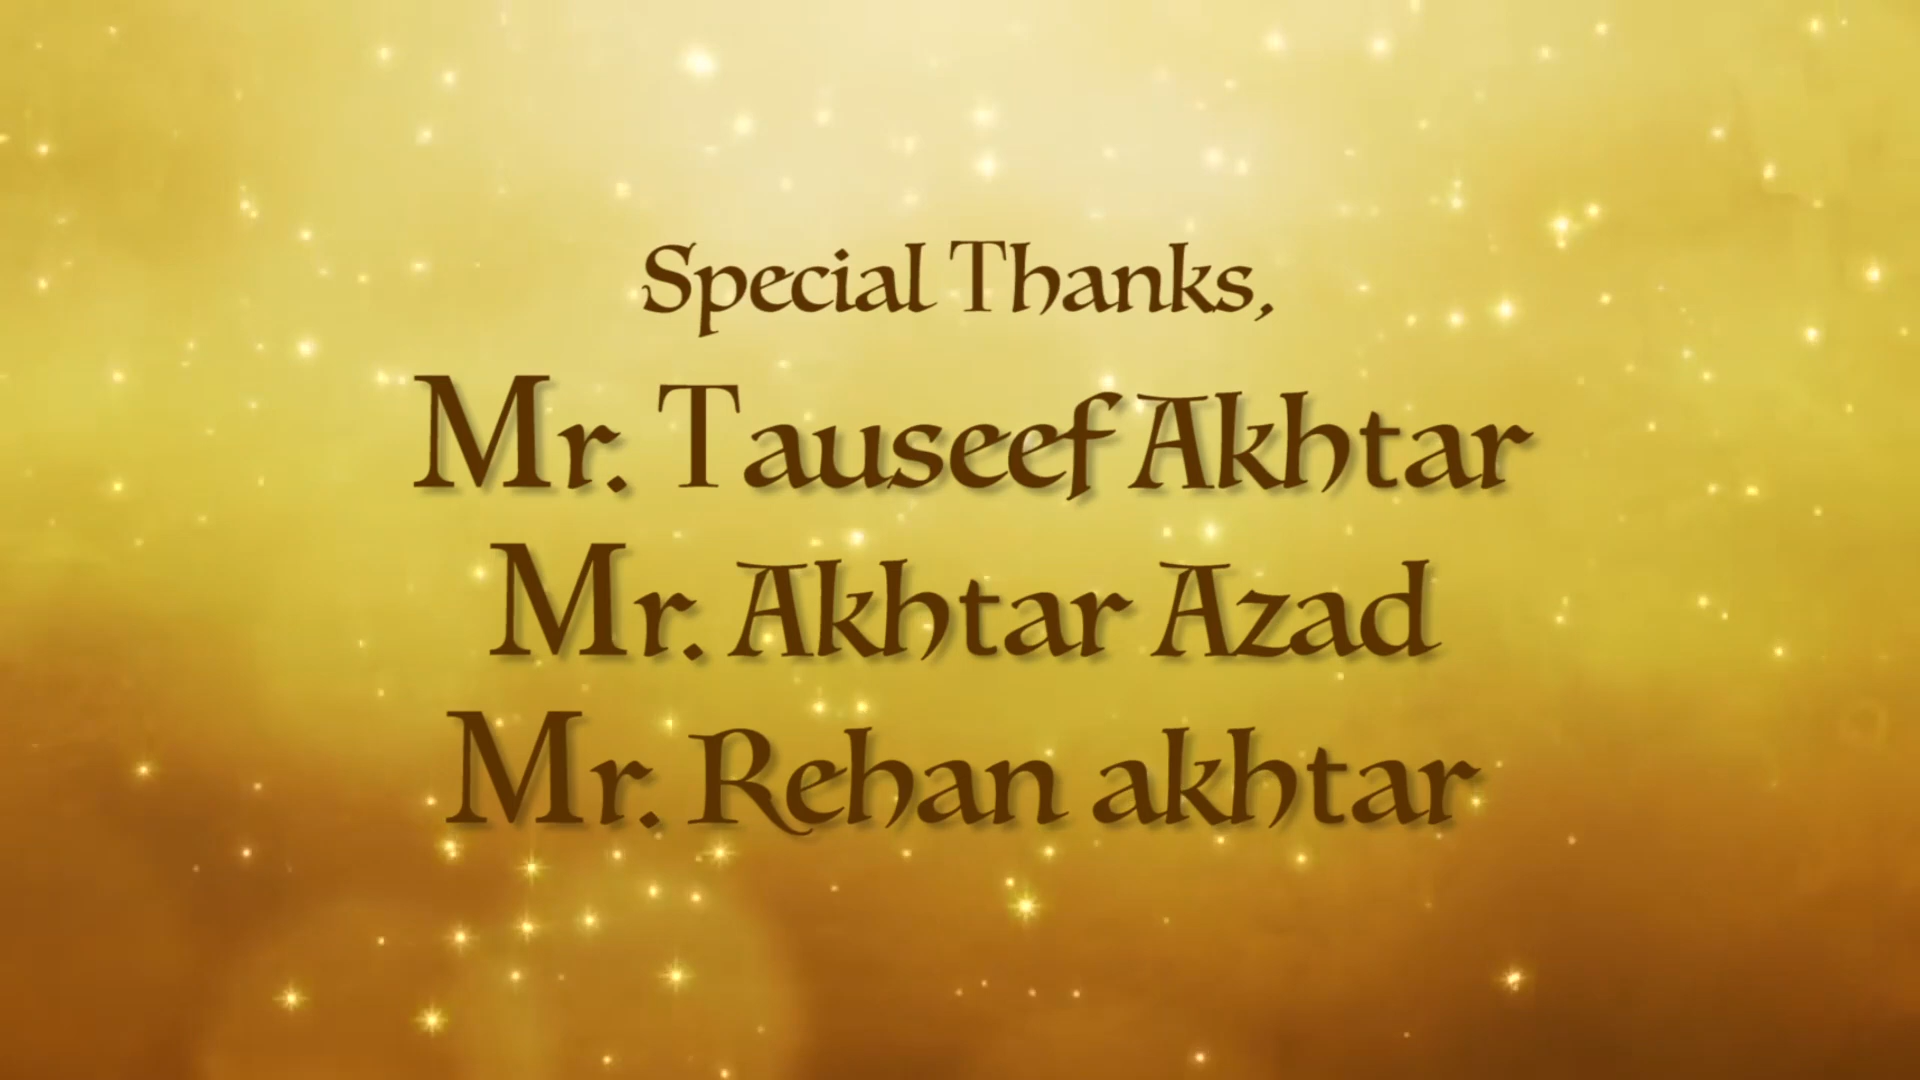 Special Thanks,
Mr. Tauseef Akhtar
Mr. Akhtar Azad
Mr. Rehan akhtar